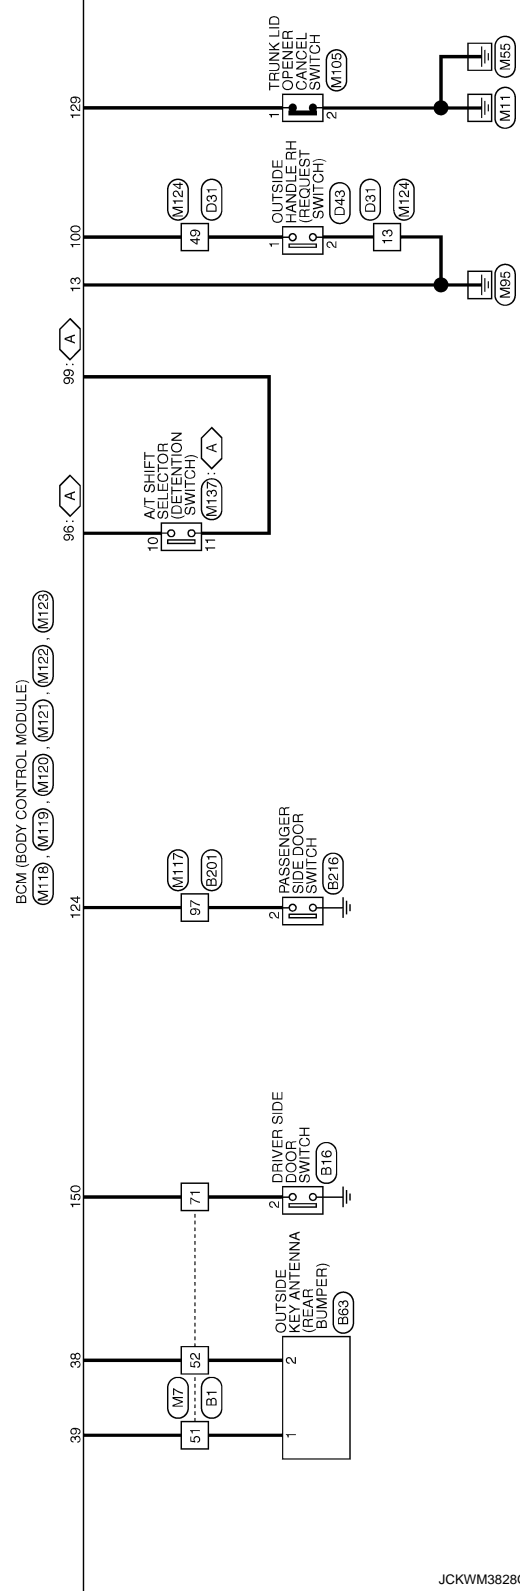 BCM (BODY CONTROL MODULE)
M118 , M119 , M120 , M121 , M122 , M123
39
38
150
124
96 : A
99 : A
13
100
129
M7
B1
51
52
71
1
2
OUTSIDE
KEY ANTENNA
(REAR
BUMPER)
B63
2
DRIVER SIDE
DOOR
SWITCH
B16
M117
B201
97
2
PASSENGER
SIDE DOOR
SWITCH
B216
A/T SHIFT
SELECTOR
(DETENTION
SWITCH)
M137 : A
10
11
M124
D31
49
1
2
OUTSIDE
HANDLE RH
(REQUEST
SWITCH)
D43
D31
M124
13
M95
TRUNK LID
OPENER
CANCEL
SWITCH
M105
1
2
M55
M11